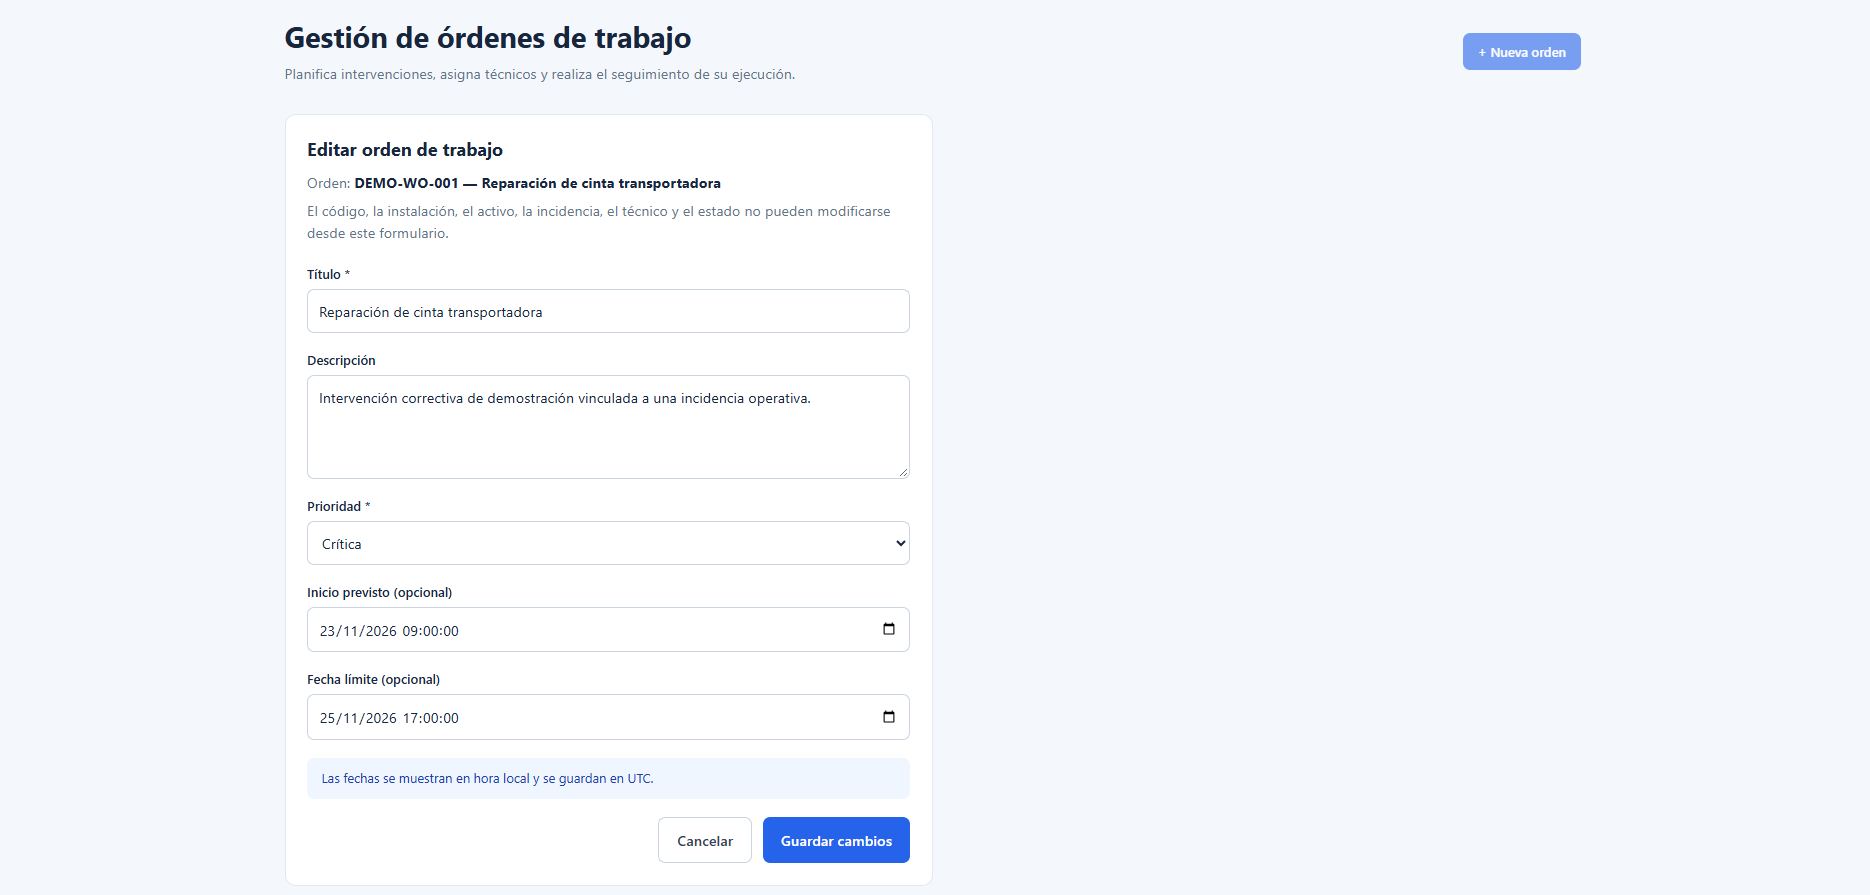 Gestión de órdenes de trabajo
Planifica intervenciones, asigna técnicos y realiza el seguimiento de su ejecución.
+ Nueva orden
Editar orden de trabajo
Orden: DEMO-WO-001 — Reparación de cinta transportadora
El código, la instalación, el activo, la incidencia, el técnico y el estado no pueden modificarse
desde este formulario.
Título *
Reparación de cinta transportadora
Descripción
Intervención correctiva de demostración vinculada a una incidencia operativa.
Prioridad *
Crítica
Inicio previsto (opcional)
23/11/2026 09:00:00
Fecha límite (opcional)
25/11/2026 17:00:00
Las fechas se muestran en hora local y se guardan en UTC.
Cancelar
Guardar cambios